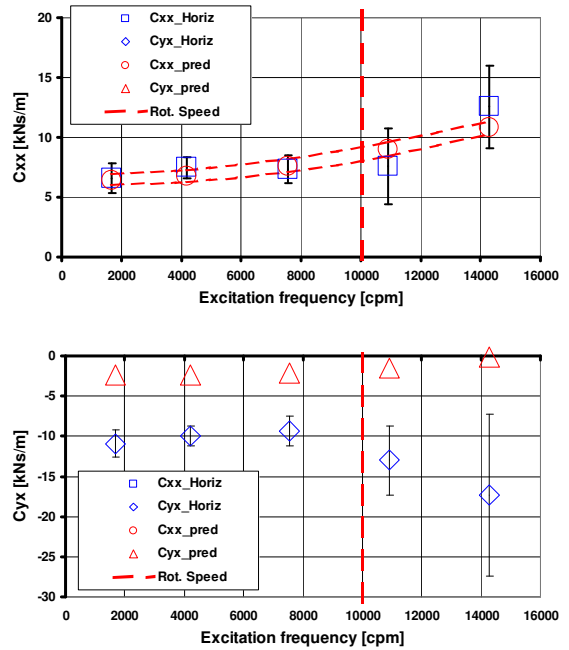 20
15
10
5
0
Cxx [kNs/m]
Cxx_Horiz
Cyx_Horiz
Cxx_pred
Cyx_pred
Rot. Speed
0 2000 4000 6000 8000 10000 12000 14000 16000
Excitation frequency [cpm]
0
-5
-10
-15
-20
-25
-30
Cyx [kNs/m]
Cxx_Horiz
Cyx_Horiz
Cxx_pred
Cyx_pred
Rot. Speed
0 2000 4000 6000 8000 10000 12000 14000 16000
Excitation frequency [cpm]